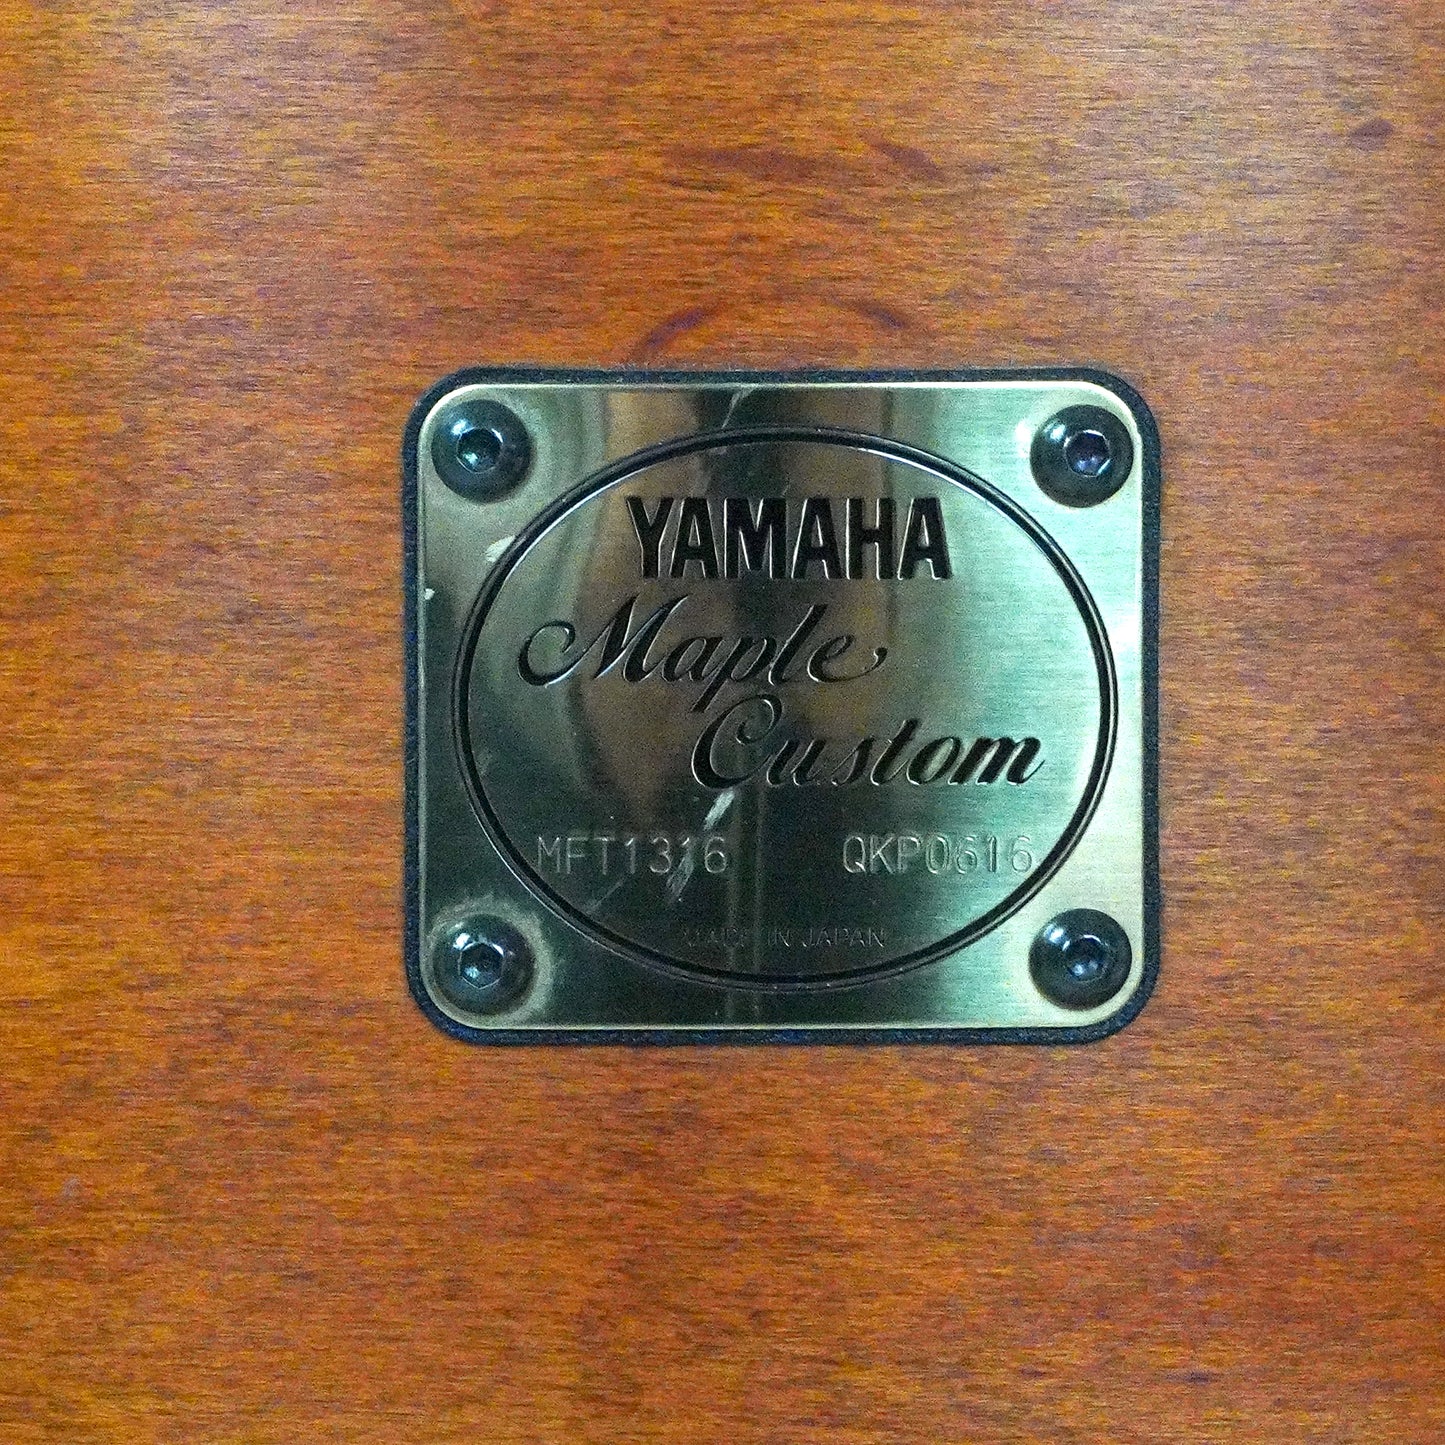 YAMAHA
Maple
Custom
MFT1316 QKP0616
MADE IN JAPAN